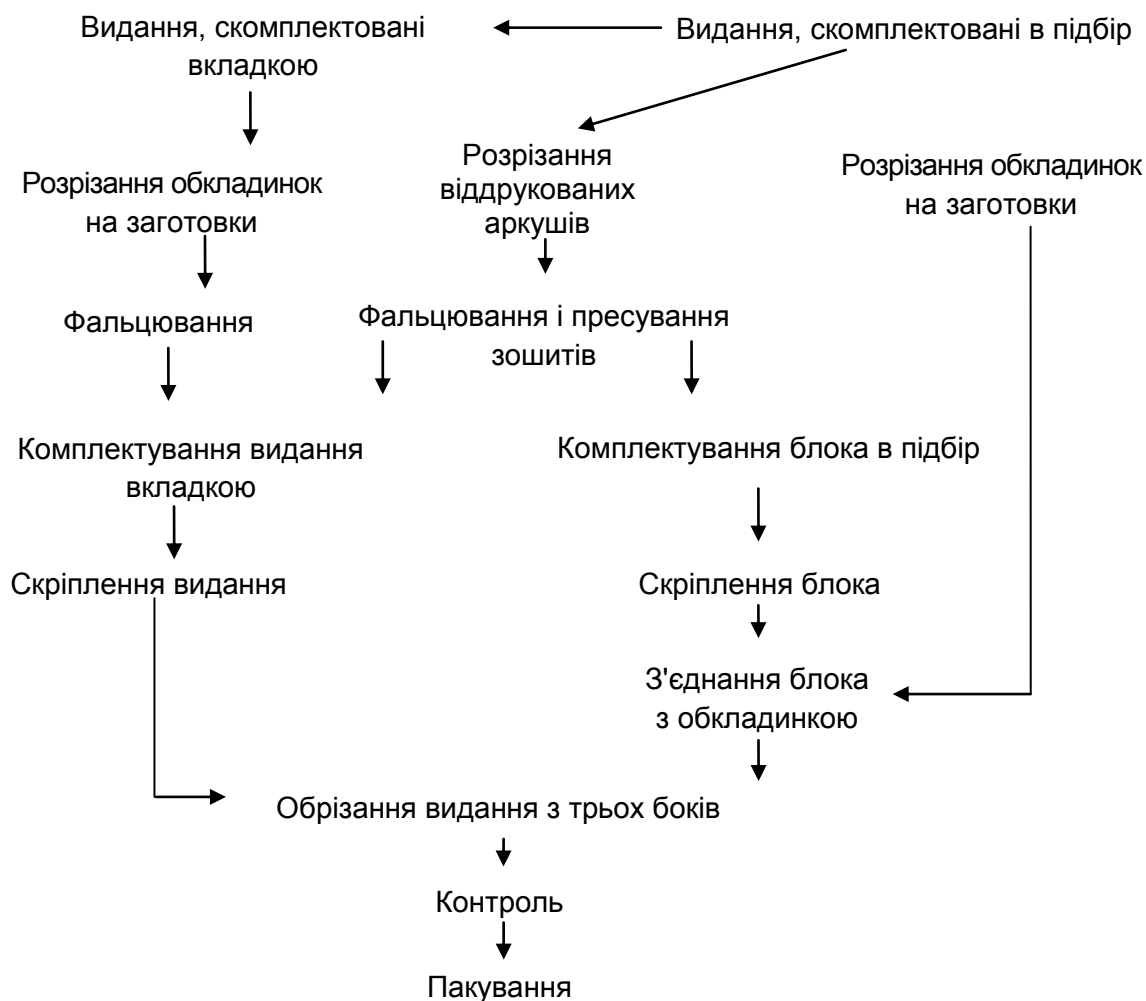 Видання, скомплектовані
вкладкою
Видання, скомплектовані в підбір
Розрізання обкладинок
на заготовки
Розрізання
віддрукованих
аркушів
Розрізання обкладинок
на заготовки
Фальцювання
Фальцювання і пресування
зошитів
Комплектування видання
вкладкою
Комплектування блока в підбір
Скріплення видання
Скріплення блока
З'єднання блока
з обкладинкою
Обрізання видання з трьох боків
Контроль
Пакування